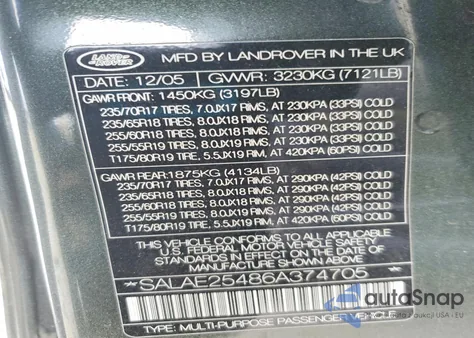 LAND ROVER
MFD BY LANDROVER IN THE UK
DATE: 12/05 GVWR: 3230KG (7121LB)
GAWR FRONT: 1450KG (3197LB)
235/70R17 TIRES, 7.0JX17 RIMS, AT 230KPA (33PSI) COLD
235/65R18 TIRES, 8.0JX18 RIMS, AT 230KPA (33PSI) COLD
255/60R18 TIRES, 8.0JX18 RIMS, AT 230KPA (33PSI) COLD
255/55R19 TIRES, 8.0JX19 RIMS, AT 230KPA (33PSI) COLD
T175/80R19 TIRE, 5.5JX19 RIM, AT 420KPA (60PSI) COLD
GAWR REAR: 1875KG (4134LB)
235/70R17 TIRES, 7.0JX17 RIMS, AT 290KPA (42PSI) COLD
235/65R18 TIRES, 8.0JX18 RIMS, AT 290KPA (42PSI) COLD
255/60R18 TIRES, 8.0JX18 RIMS, AT 290KPA (42PSI) COLD
255/55R19 TIRES, 8.0JX19 RIMS, AT 290KPA (42PSI) COLD
T175/80R19 TIRE, 5.5JX19 RIM, AT 420KPA (60PSI) COLD
THIS VEHICLE CONFORMS TO ALL APPLICABLE
FEDERAL MOTOR VEHICLE SAFETY
STANDARDS IN EFFECT ON THE DATE
OF MANUFACTURE SHOWN ABOVE
*SALAE25486A374705
TYPE: MULTI-PURPOSE PASSENGER VEHICLE
autoSnap